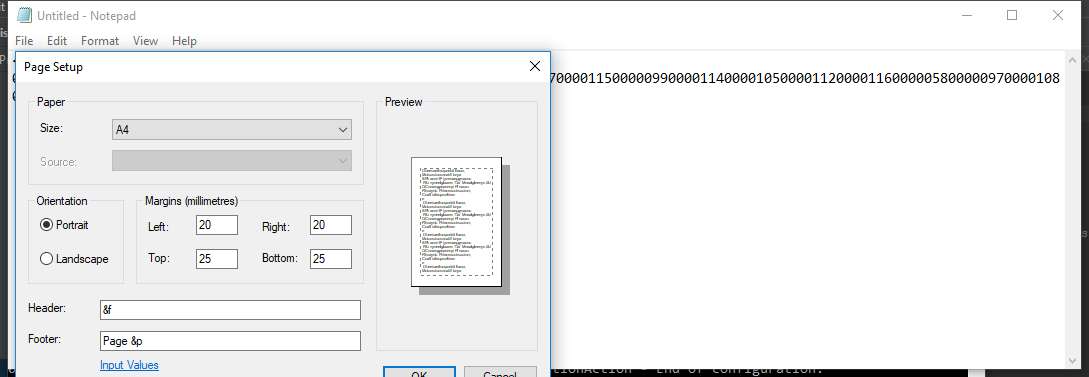 Untitled - Notepad
File Edit Format View Help
Page Setup
70000115000009900001140000105000011200001160000058000009700001 08
Paper
Size: A4
Source:
Orientation
Portrait
Landscape
Margins (millimetres)
Left: 20 Right: 20
Top: 25 Bottom: 25
Preview
Header: &f
Footer: Page &p
Input Values
OK Cancel
tionAction - End of configuration.